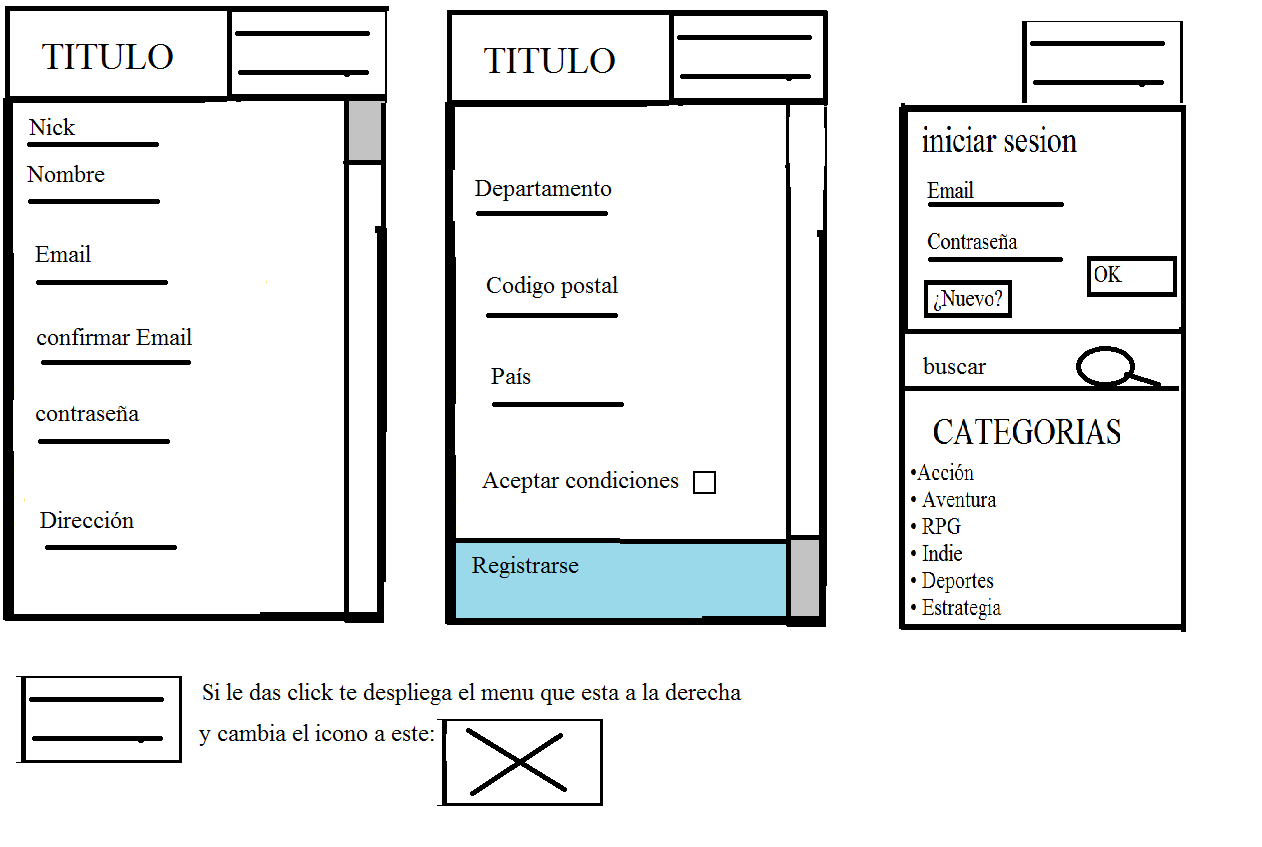 TITULO
Nick
Nombre
Email
confirmar Email
contraseña
Dirección
TITULO
Departamento
Codigo postal
País
Aceptar condiciones
Registrarse
iniciar sesion
Email
Contraseña
OK
¿Nuevo?
buscar
CATEGORIAS
•Acción
• Aventura
• RPG
• Indie
• Deportes
• Estrategia
Si le das click te despliega el menu que esta a la derecha
y cambia el icono a este: